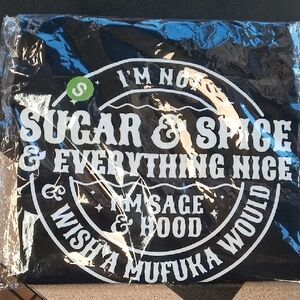 I'M NOT
S
SUGAR & SPICE
& EVERYTHING NICE
I'M SAGE
& HOOD
& WISH'A MUFUKA WOULD